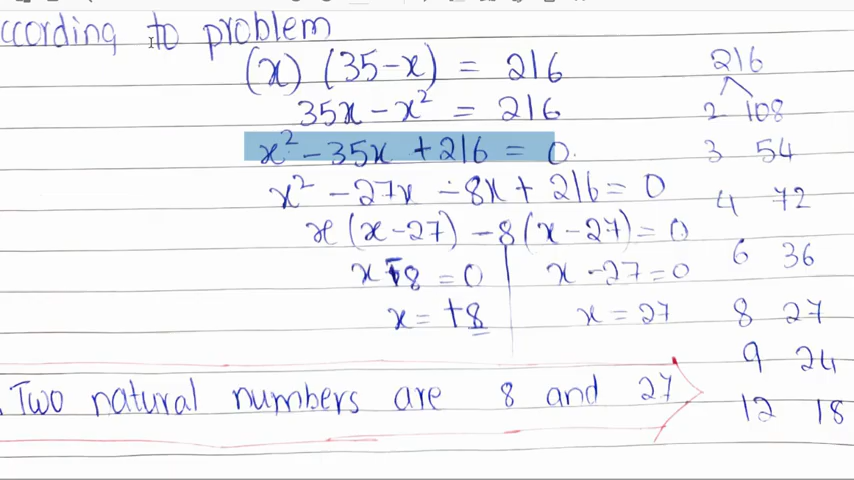 ccording to problem
(x) (35-x) = 216
35x - x² = 216
x² - 35x + 216 = 0.
x² - 27x - 8x + 216 = 0
x (x-27) - 8 (x-27) = 0
x - 8 = 0 x - 27 = 0
x = +8 x = 27
. Two natural numbers are 8 and 27
216
2 108
3 54
4 72
6 36
8 27
9 24
12 18